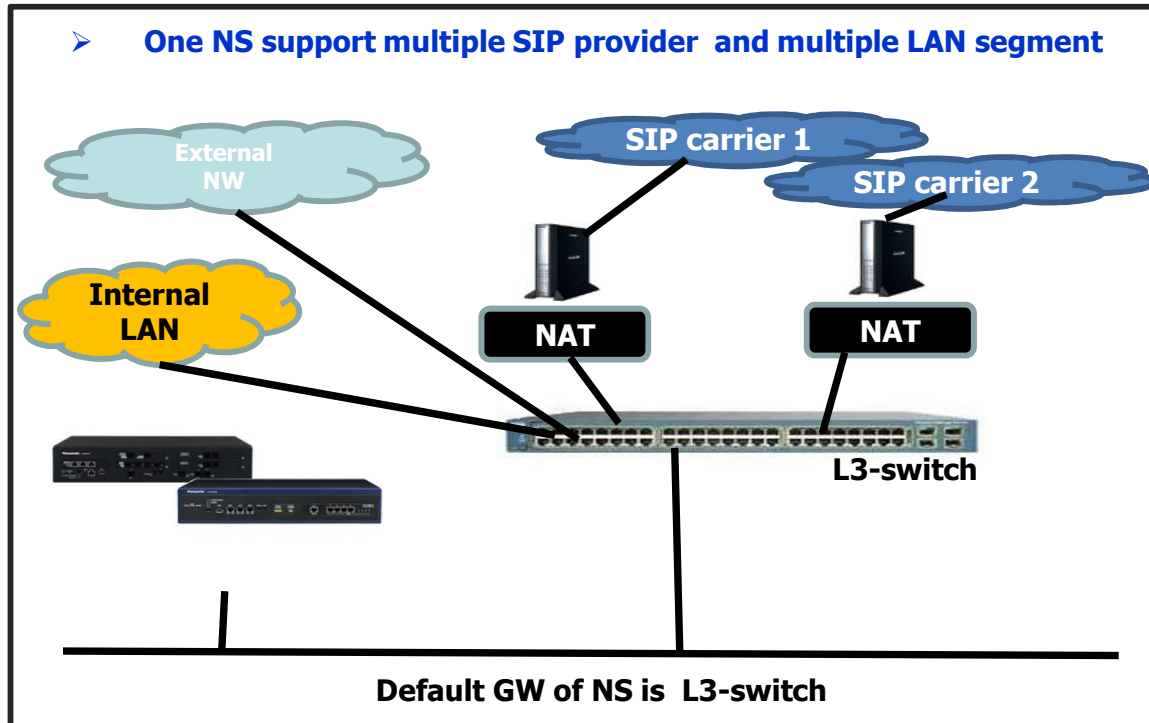 ➢ One NS support multiple SIP provider and multiple LAN segment
External
NW
SIP carrier 1
SIP carrier 2
Internal
LAN
NAT
NAT
L3-switch
Default GW of NS is L3-switch